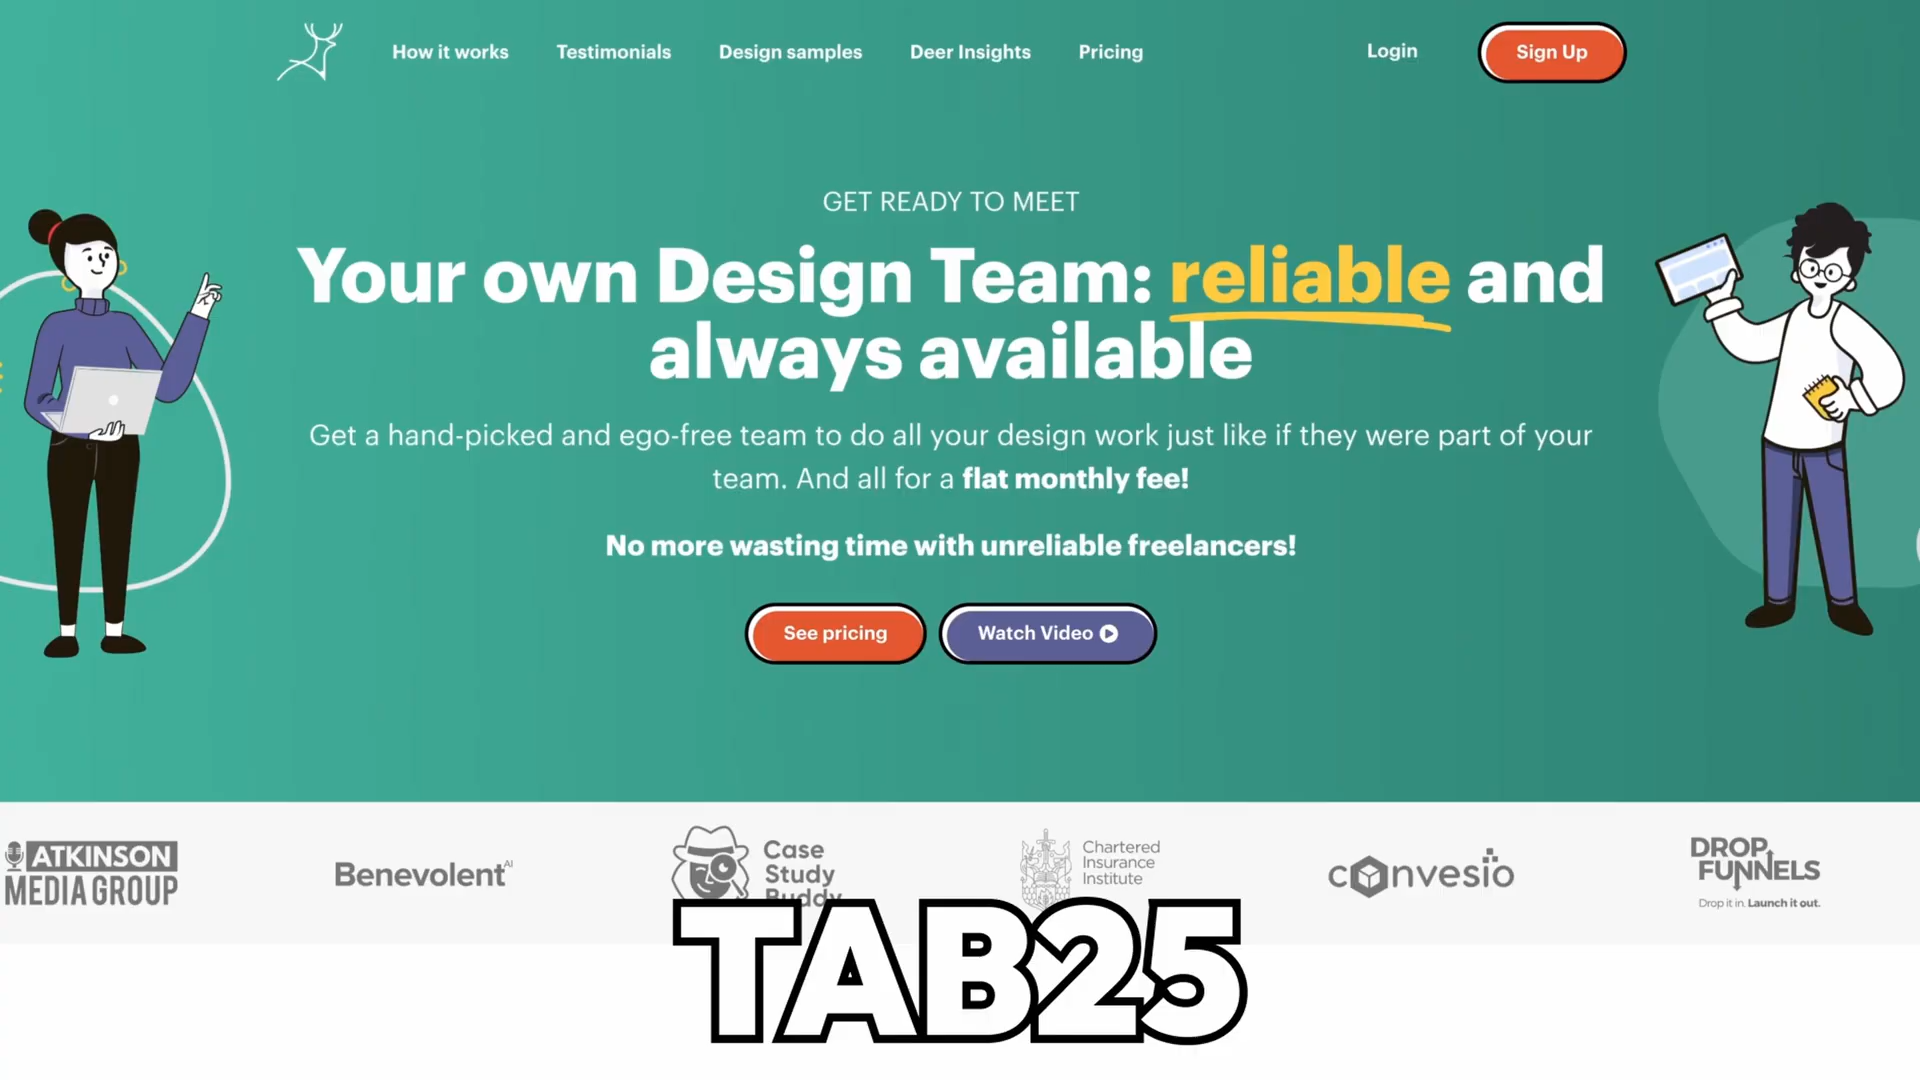 How it works
Testimonials
Design samples
Deer Insights
Pricing
Login
Sign Up
GET READY TO MEET
Your own Design Team: reliable and
always available
Get a hand-picked and ego-free team to do all your design work just like if they were part of your
team. And all for a flat monthly fee!
No more wasting time with unreliable freelancers!
See pricing
Watch Video
ATKINSON
MEDIA GROUP
Benevolent AI
Case
Study
Buddy
Chartered
Insurance
Institute
convesio
DROP
FUNNELS
Drop it in. Launch it out.
TAB25